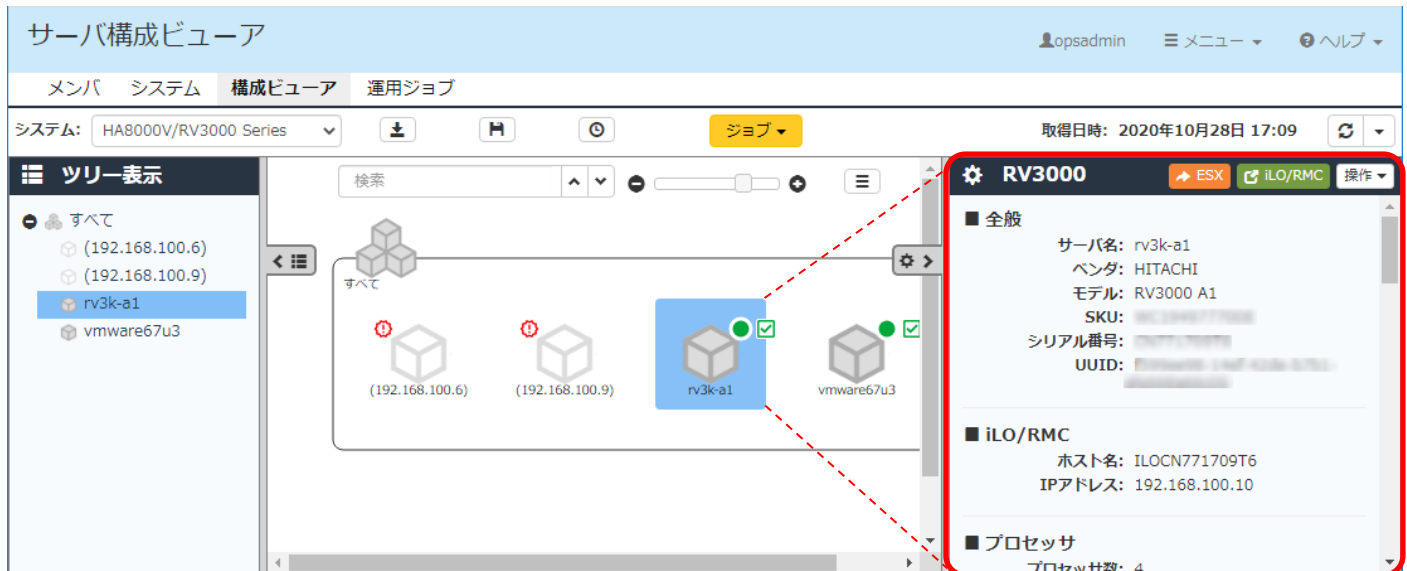 サーバ構成ビューア
opsadmin メニュー ヘルプ
メンバ システム 構成ビューア 運用ジョブ
システム: HA8000V/RV3000 Series ジョブ 取得日時: 2020年10月28日 17:09
ツリー表示
すべて
(192.168.100.6)
(192.168.100.9)
rv3k-a1
vmware67u3
検索
すべて
(192.168.100.6) (192.168.100.9) rv3k-a1 vmware67u3
RV3000 ESX iLO/RMC 操作
■ 全般
サーバ名: rv3k-a1
ベンダ: HITACHI
モデル: RV3000 A1
SKU:
シリアル番号:
UUID:
■ iLO/RMC
ホスト名: ILOCN771709T6
IPアドレス: 192.168.100.10
■ プロセッサ
プロセッサ数: 4